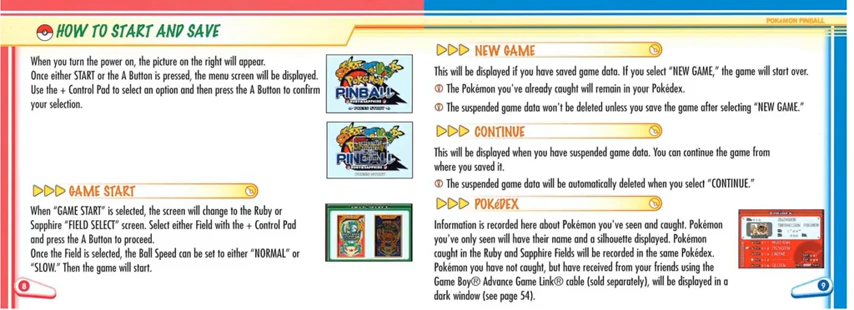 HOW TO START AND SAVE
When you turn the power on, the picture on the right will appear.
Once either START or the A Button is pressed, the menu screen will be displayed.
Use the + Control Pad to select an option and then press the A Button to confirm
your selection.
POKéMON
PINBALL
RUBY & SAPPHIRE
PRESS START
PINBALL
GAME START
When "GAME START" is selected, the screen will change to the Ruby or
Sapphire "FIELD SELECT" screen. Select either Field with the + Control Pad
and press the A Button to proceed.
Once the Field is selected, the Ball Speed can be set to either "NORMAL" or
"SLOW." Then the game will start.
8
POKéMON PINBALL
NEW GAME
This will be displayed if you have saved game data. If you select "NEW GAME," the game will start over.
① The Pokémon you've already caught will remain in your Pokédex.
① The suspended game data won't be deleted unless you save the game after selecting "NEW GAME."
CONTINUE
This will be displayed when you have suspended game data. You can continue the game from
where you saved it.
① The suspended game data will be automatically deleted when you select "CONTINUE."
POKéDEX
Information is recorded here about Pokémon you've seen and caught. Pokémon
you've only seen will have their name and a silhouette displayed. Pokémon
caught in the Ruby and Sapphire Fields will be recorded in the same Pokédex.
Pokémon you have not caught, but have received from your friends using the
Game Boy® Advance Game Link® cable (sold separately), will be displayed in a
dark window (see page 54).
9